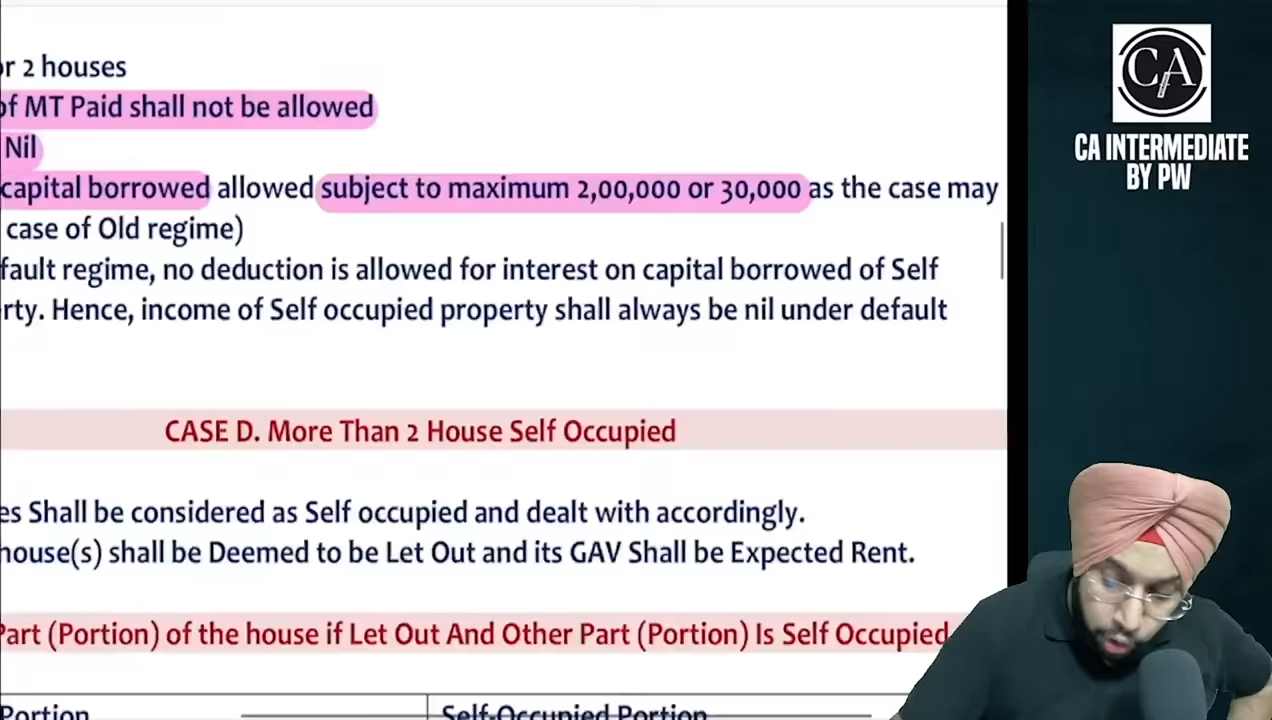 or 2 houses
of MT Paid shall not be allowed
Nil
capital borrowed allowed subject to maximum 2,00,000 or 30,000 as the case may
case of Old regime)
fault regime, no deduction is allowed for interest on capital borrowed of Self
rty. Hence, income of Self occupied property shall always be nil under default
CASE D. More Than 2 House Self Occupied
es Shall be considered as Self occupied and dealt with accordingly.
house(s) shall be Deemed to be Let Out and its GAV Shall be Expected Rent.
Part (Portion) of the house if Let Out And Other Part (Portion) Is Self Occupied
Portion
Self-Occupied Portion
CA
CA INTERMEDIATE
BY PW